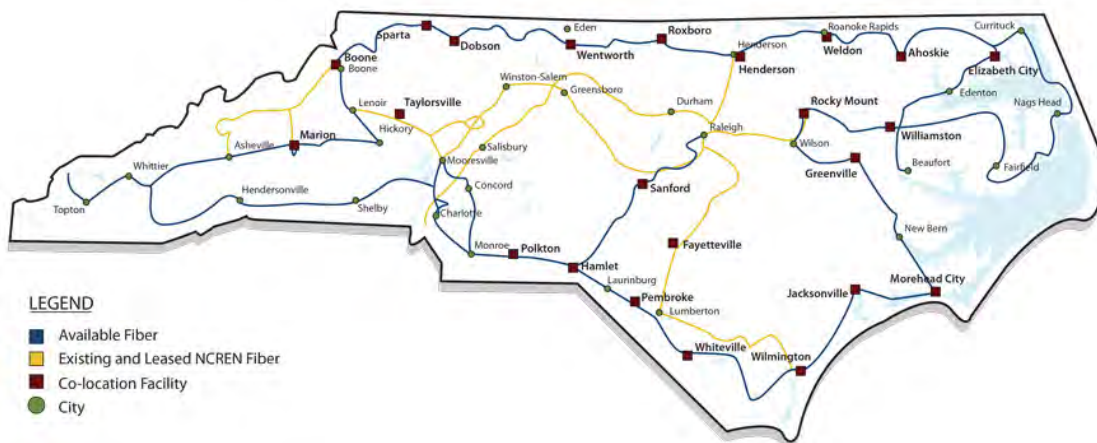 Currituck
Sparta
Eden
Roxboro
Roanoke Rapids
Dobson
Weldon
Ahoskie
Wentworth
Henderson
Henderson
Elizabeth City
Boone
Boone
Winston-Salem
Greensboro
Edenton
Taylorsville
Lenoir
Durham
Rocky Mount
Nags Head
Hickory
Raleigh
Williamston
Marion
Asheville
Salisbury
Wilson
Mooresville
Beaufort
Fairfield
Whittier
Greenville
Concord
Sanford
Hendersonville
Topton
Shelby
Charlotte
New Bern
Monroe
Polkton
Fayetteville
Hamlet
Morehead City
Laurinburg
Jacksonville
Pembroke
Lumberton
Whiteville
Wilmington
LEGEND
Available Fiber
Existing and Leased NCREN Fiber
Co-location Facility
City